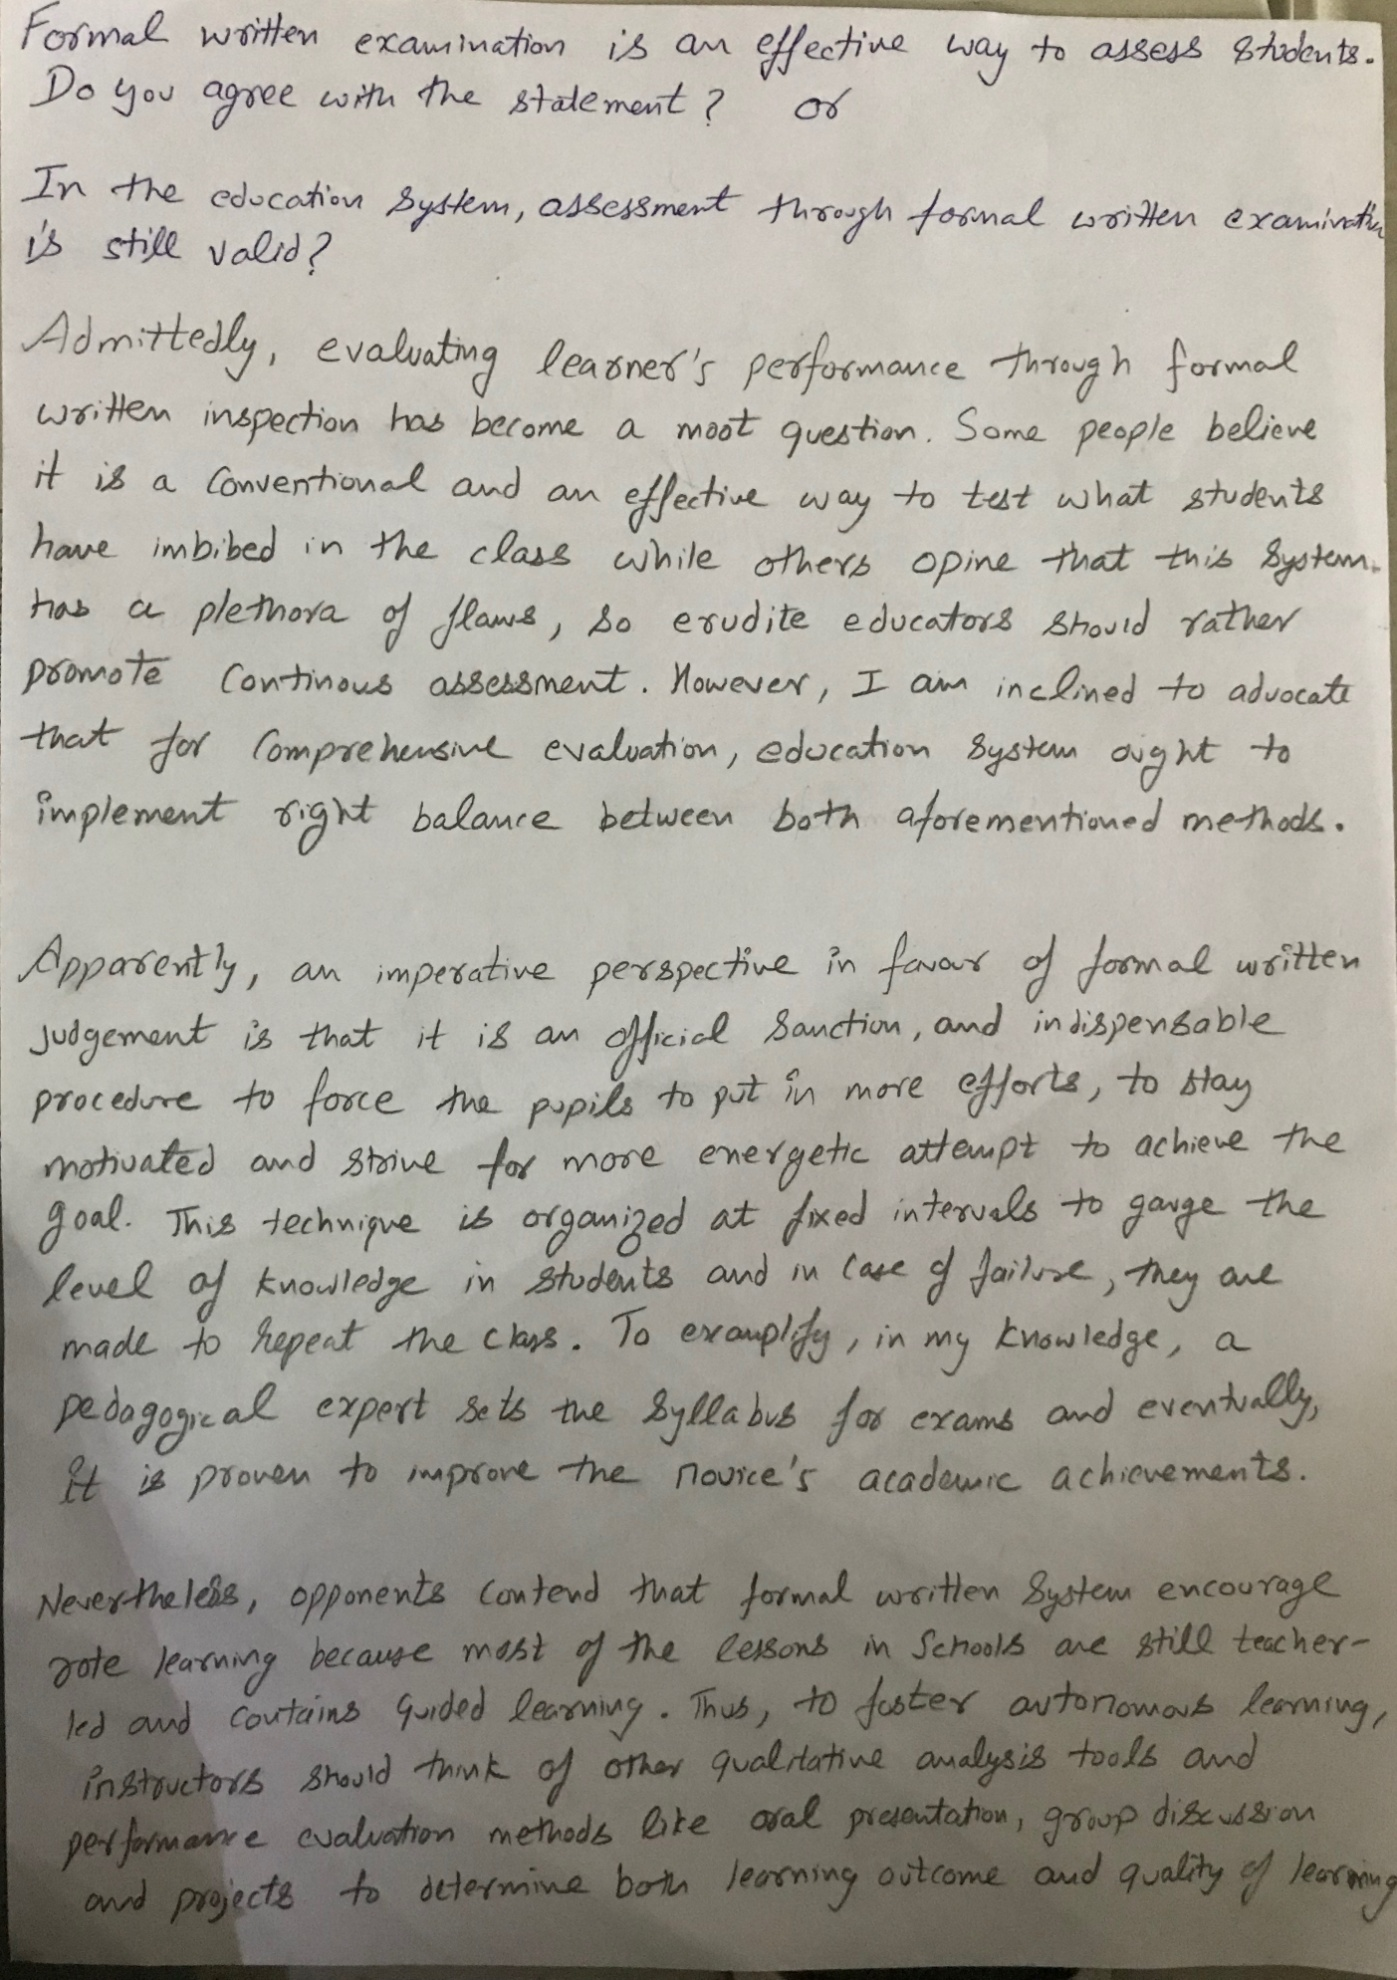 Formal written examination is an effective way to assess students.
Do you agree with the statement? or
In the education system, assessment through formal written examination
is still valid?
Admittedly, evaluating learner's performance through formal
written inspection has become a moot question. Some people believe
it is a conventional and an effective way to test what students
have imbibed in the class while others opine that this system
has a plethora of flaws, so erudite educators should rather
promote continous assessment. However, I am inclined to advocate
that for comprehensive evaluation, education system ought to
implement right balance between both aforementioned methods.
Apparently, an imperative perspective in favour of formal written
judgement is that it is an official sanction, and indispensable
procedure to force the pupils to put in more efforts, to stay
motivated and strive for more energetic attempt to achieve the
goal. This technique is organized at fixed intervals to gauge the
level of knowledge in students and in case of failure, they are
made to repeat the class. To examplify, in my knowledge, a
pedagogical expert sets the syllabus for exams and eventually,
it is proven to improve the novice's academic achievements.
Nevertheless, opponents contend that formal written system encourage
rote learning because most of the lessons in schools are still teacher-
led and contains guided learning. Thus, to foster autonomous learning,
instructors should think of other qualitative analysis tools and
performance evaluation methods like oral presentation, group discussion
and projects to determine both learning outcome and quality of learning